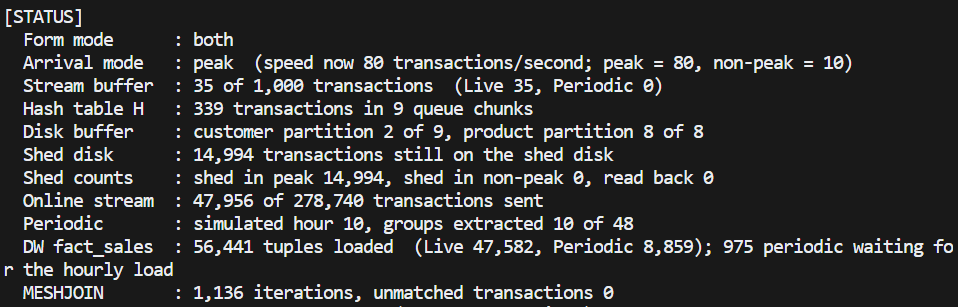 [STATUS]
  Form mode      : both
  Arrival mode   : peak  (speed now 80 transactions/second; peak = 80, non-peak = 10)
  Stream buffer  : 35 of 1,000 transactions  (Live 35, Periodic 0)
  Hash table H   : 339 transactions in 9 queue chunks
  Disk buffer    : customer partition 2 of 9, product partition 8 of 8
  Shed disk      : 14,994 transactions still on the shed disk
  Shed counts    : shed in peak 14,994, shed in non-peak 0, read back 0
  Online stream  : 47,956 of 278,740 transactions sent
  Periodic       : simulated hour 10, groups extracted 10 of 48
  DW fact_sales  : 56,441 tuples loaded  (Live 47,582, Periodic 8,859); 975 periodic waiting fo
r the hourly load
  MESHJOIN       : 1,136 iterations, unmatched transactions 0